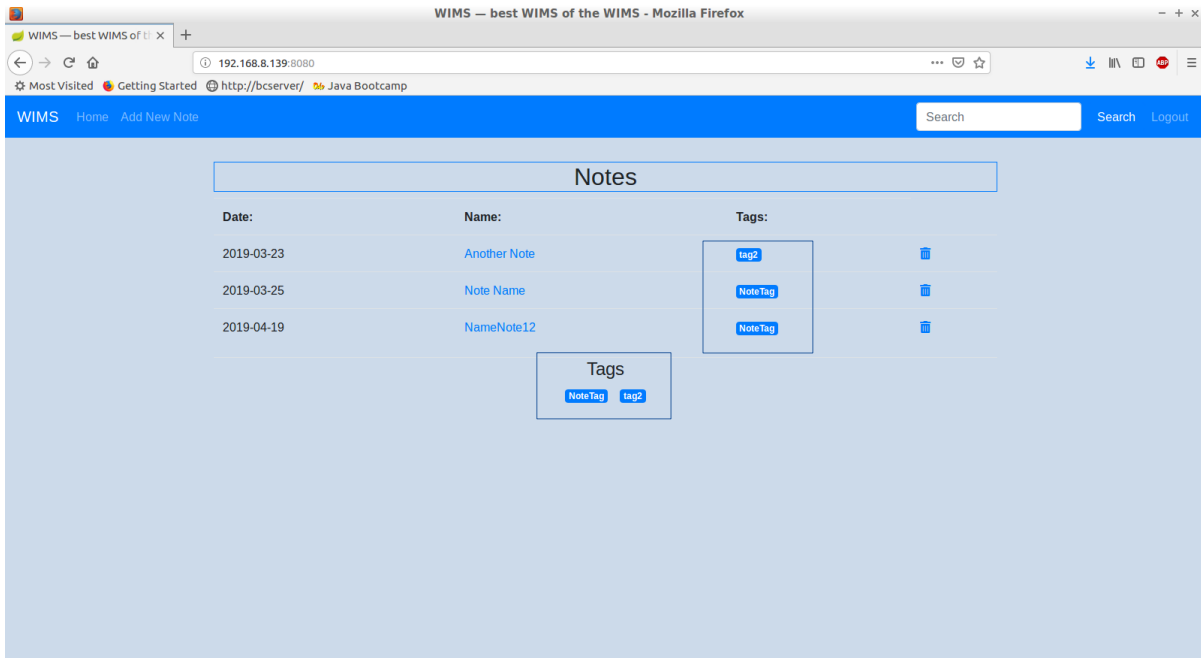 WIMS — best WIMS of the WIMS - Mozilla Firefox
WIMS — best WIMS of th
192.168.8.139:8080
Most Visited Getting Started http://bcserver/ Java Bootcamp
WIMS Home Add New Note Search Search Logout
Notes
Date: Name: Tags:
2019-03-23 Another Note tag2
2019-03-25 Note Name NoteTag
2019-04-19 NameNote12 NoteTag
Tags
NoteTag tag2